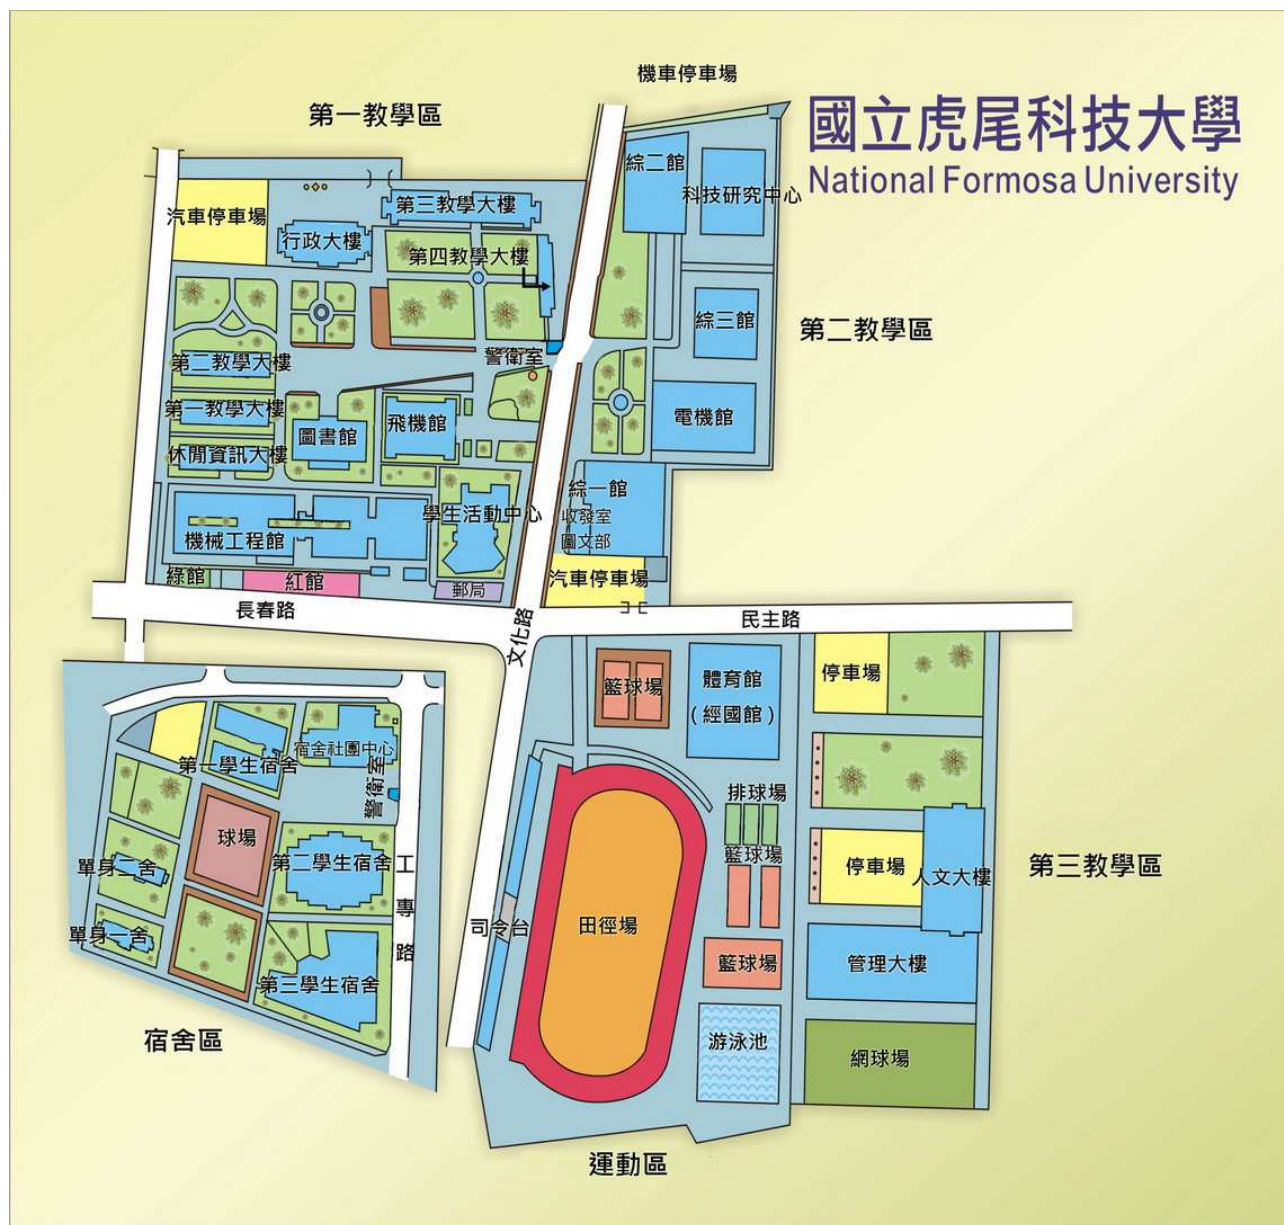 機車停車場
第一教學區
國立虎尾科技大學
National Formosa University
綜二館
科技研究中心
第三教學大樓
汽車停車場
行政大樓
第四教學大樓
綜三館
第二教學區
警衛室
第二教學大樓
第一教學大樓
飛機館
電機館
圖書館
休閒資訊大樓
綜一館
學生活動中心
收發室
圖文部
機械工程館
綠館
紅館
郵局
汽車停車場
長春路
文化路
民主路
籃球場
體育館
(經國館)
停車場
第一學生宿舍
宿舍社團中心
警衛室
排球場
球場
籃球場
第二學生宿舍
單身二舍
工專路
停車場
人文大樓
第三教學區
司令台
田徑場
單身一舍
籃球場
管理大樓
第三學生宿舍
宿舍區
游泳池
網球場
運動區